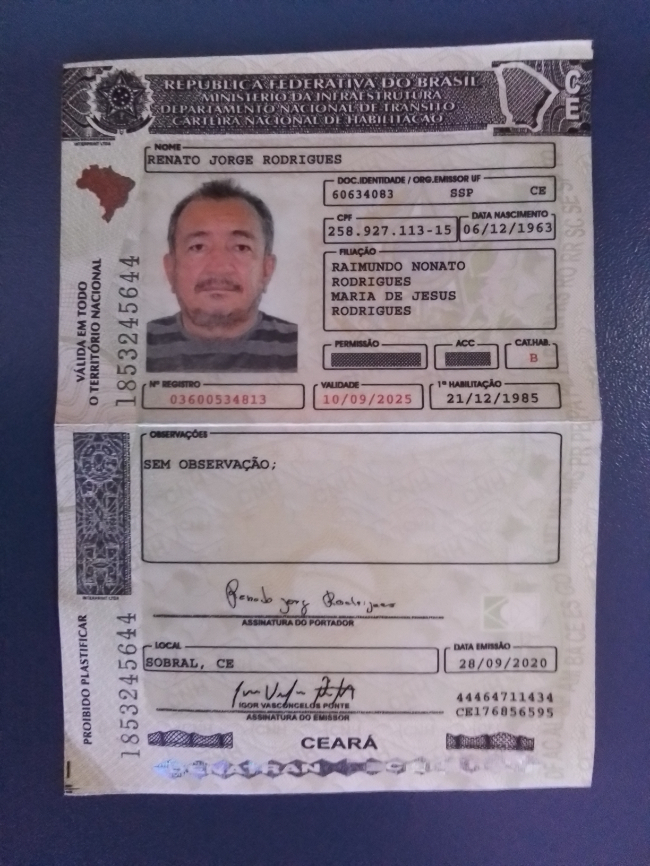 REPÚBLICA FEDERATIVA DO BRASIL
MINISTÉRIO DA INFRAESTRUTURA
DEPARTAMENTO NACIONAL DE TRÂNSITO
CARTEIRA NACIONAL DE HABILITAÇÃO
CE
NOME
RENATO JORGE RODRIGUES
DOC.IDENTIDADE / ORG.EMISSOR UF
60634083 SSP CE
CPF DATA NASCIMENTO
258.927.113-15 06/12/1963
FILIAÇÃO
RAIMUNDO NONATO
RODRIGUES
MARIA DE JESUS
RODRIGUES
PERMISSÃO ACC CAT.HAB.
B
Nº REGISTRO VALIDADE 1ª HABILITAÇÃO
03600534813 10/09/2025 21/12/1985
VÁLIDA EM TODO
O TERRITÓRIO NACIONAL
1853245644
OBSERVAÇÕES
SEM OBSERVAÇÃO;
Renato Jorge Rodrigues
ASSINATURA DO PORTADOR
LOCAL DATA EMISSÃO
SOBRAL, CE 28/09/2020
IGOR VASCONCELOS PONTE
ASSINATURA DO EMISSOR
44464711434
CE176856595
PROIBIDO PLASTIFICAR
1853245644
CEARÁ